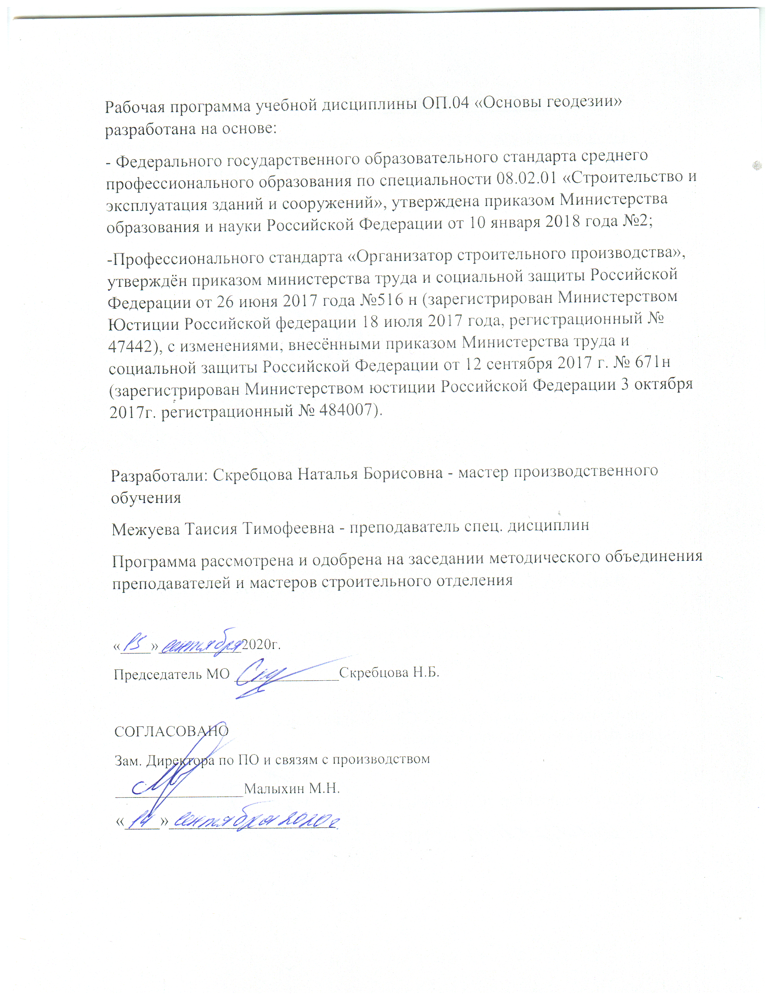 Рабочая программа учебной дисциплины ОП.04 «Основы геодезии»
разработана на основе:
- Федерального государственного образовательного стандарта среднего
профессионального образования по специальности 08.02.01 «Строительство и
эксплуатация зданий и сооружений», утверждена приказом Министерства
образования и науки Российской Федерации от 10 января 2018 года №2;
-Профессионального стандарта «Организатор строительного производства»,
утверждён приказом министерства труда и социальной защиты Российской
Федерации от 26 июня 2017 года №516 н (зарегистрирован Министерством
Юстиции Российской федерации 18 июля 2017 года, регистрационный №
47442), с изменениями, внесёнными приказом Министерства труда и
социальной защиты Российской Федерации от 12 сентября 2017 г. № 671н
(зарегистрирован Министерством юстиции Российской Федерации 3 октября
2017г. регистрационный № 484007).
Разработали: Скребцова Наталья Борисовна - мастер производственного
обучения
Межуева Таисия Тимофеевна - преподаватель спец. дисциплин
Программа рассмотрена и одобрена на заседании методического объединения
преподавателей и мастеров строительного отделения
«15» сентября 2020г.
Председатель МО Скребцова Н.Б.
СОГЛАСОВАНО
Зам. Директора по ПО и связям с производством
Малыхин М.Н.
«14» сентября 2020 г